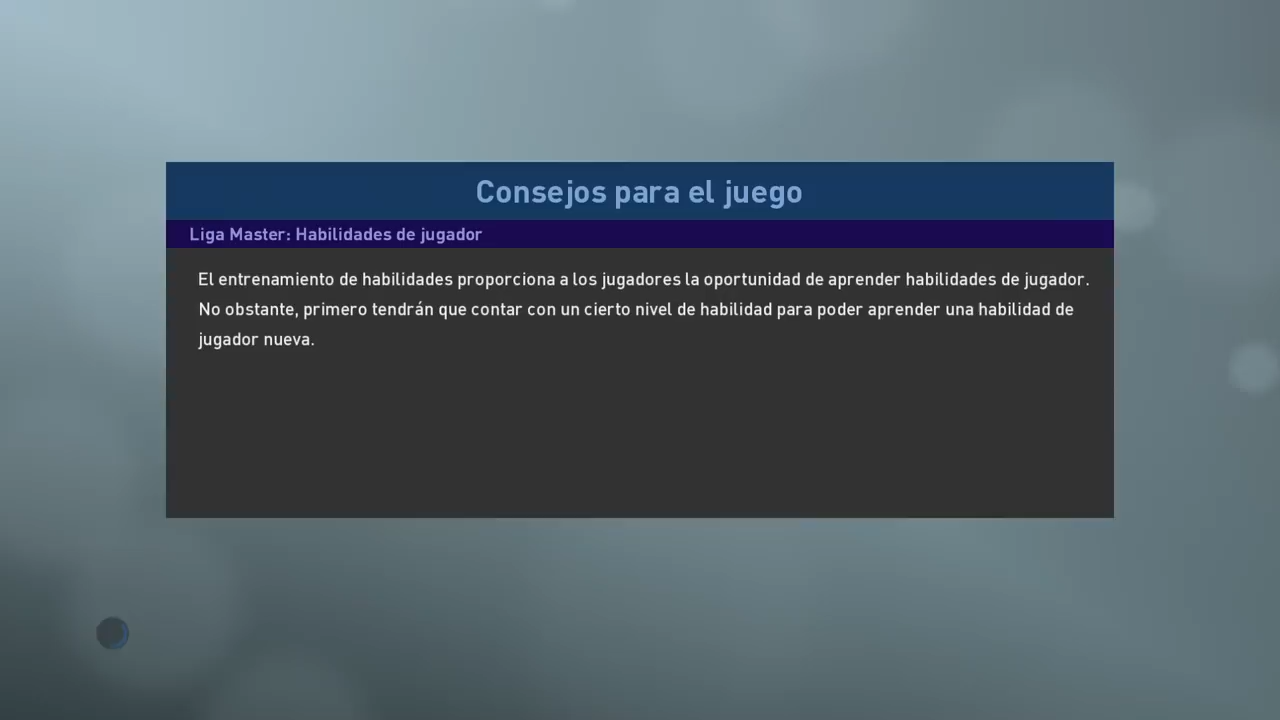 Consejos para el juego
Liga Master: Habilidades de jugador
El entrenamiento de habilidades proporciona a los jugadores la oportunidad de aprender habilidades de jugador.
No obstante, primero tendrán que contar con un cierto nivel de habilidad para poder aprender una habilidad de
jugador nueva.